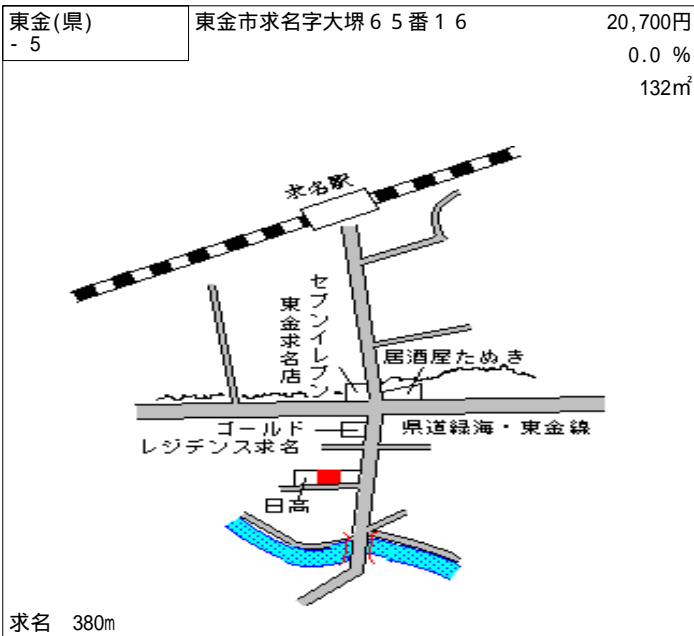 東金(県)
- 5
東金市求名字大堺６５番１６
20,700円
0.0 %
132㎡
求名駅
セブンイレブン
東金求名店
居酒屋たぬき
ゴールド
レジデンス求名
県道緑海・東金線
日高
求名 380m